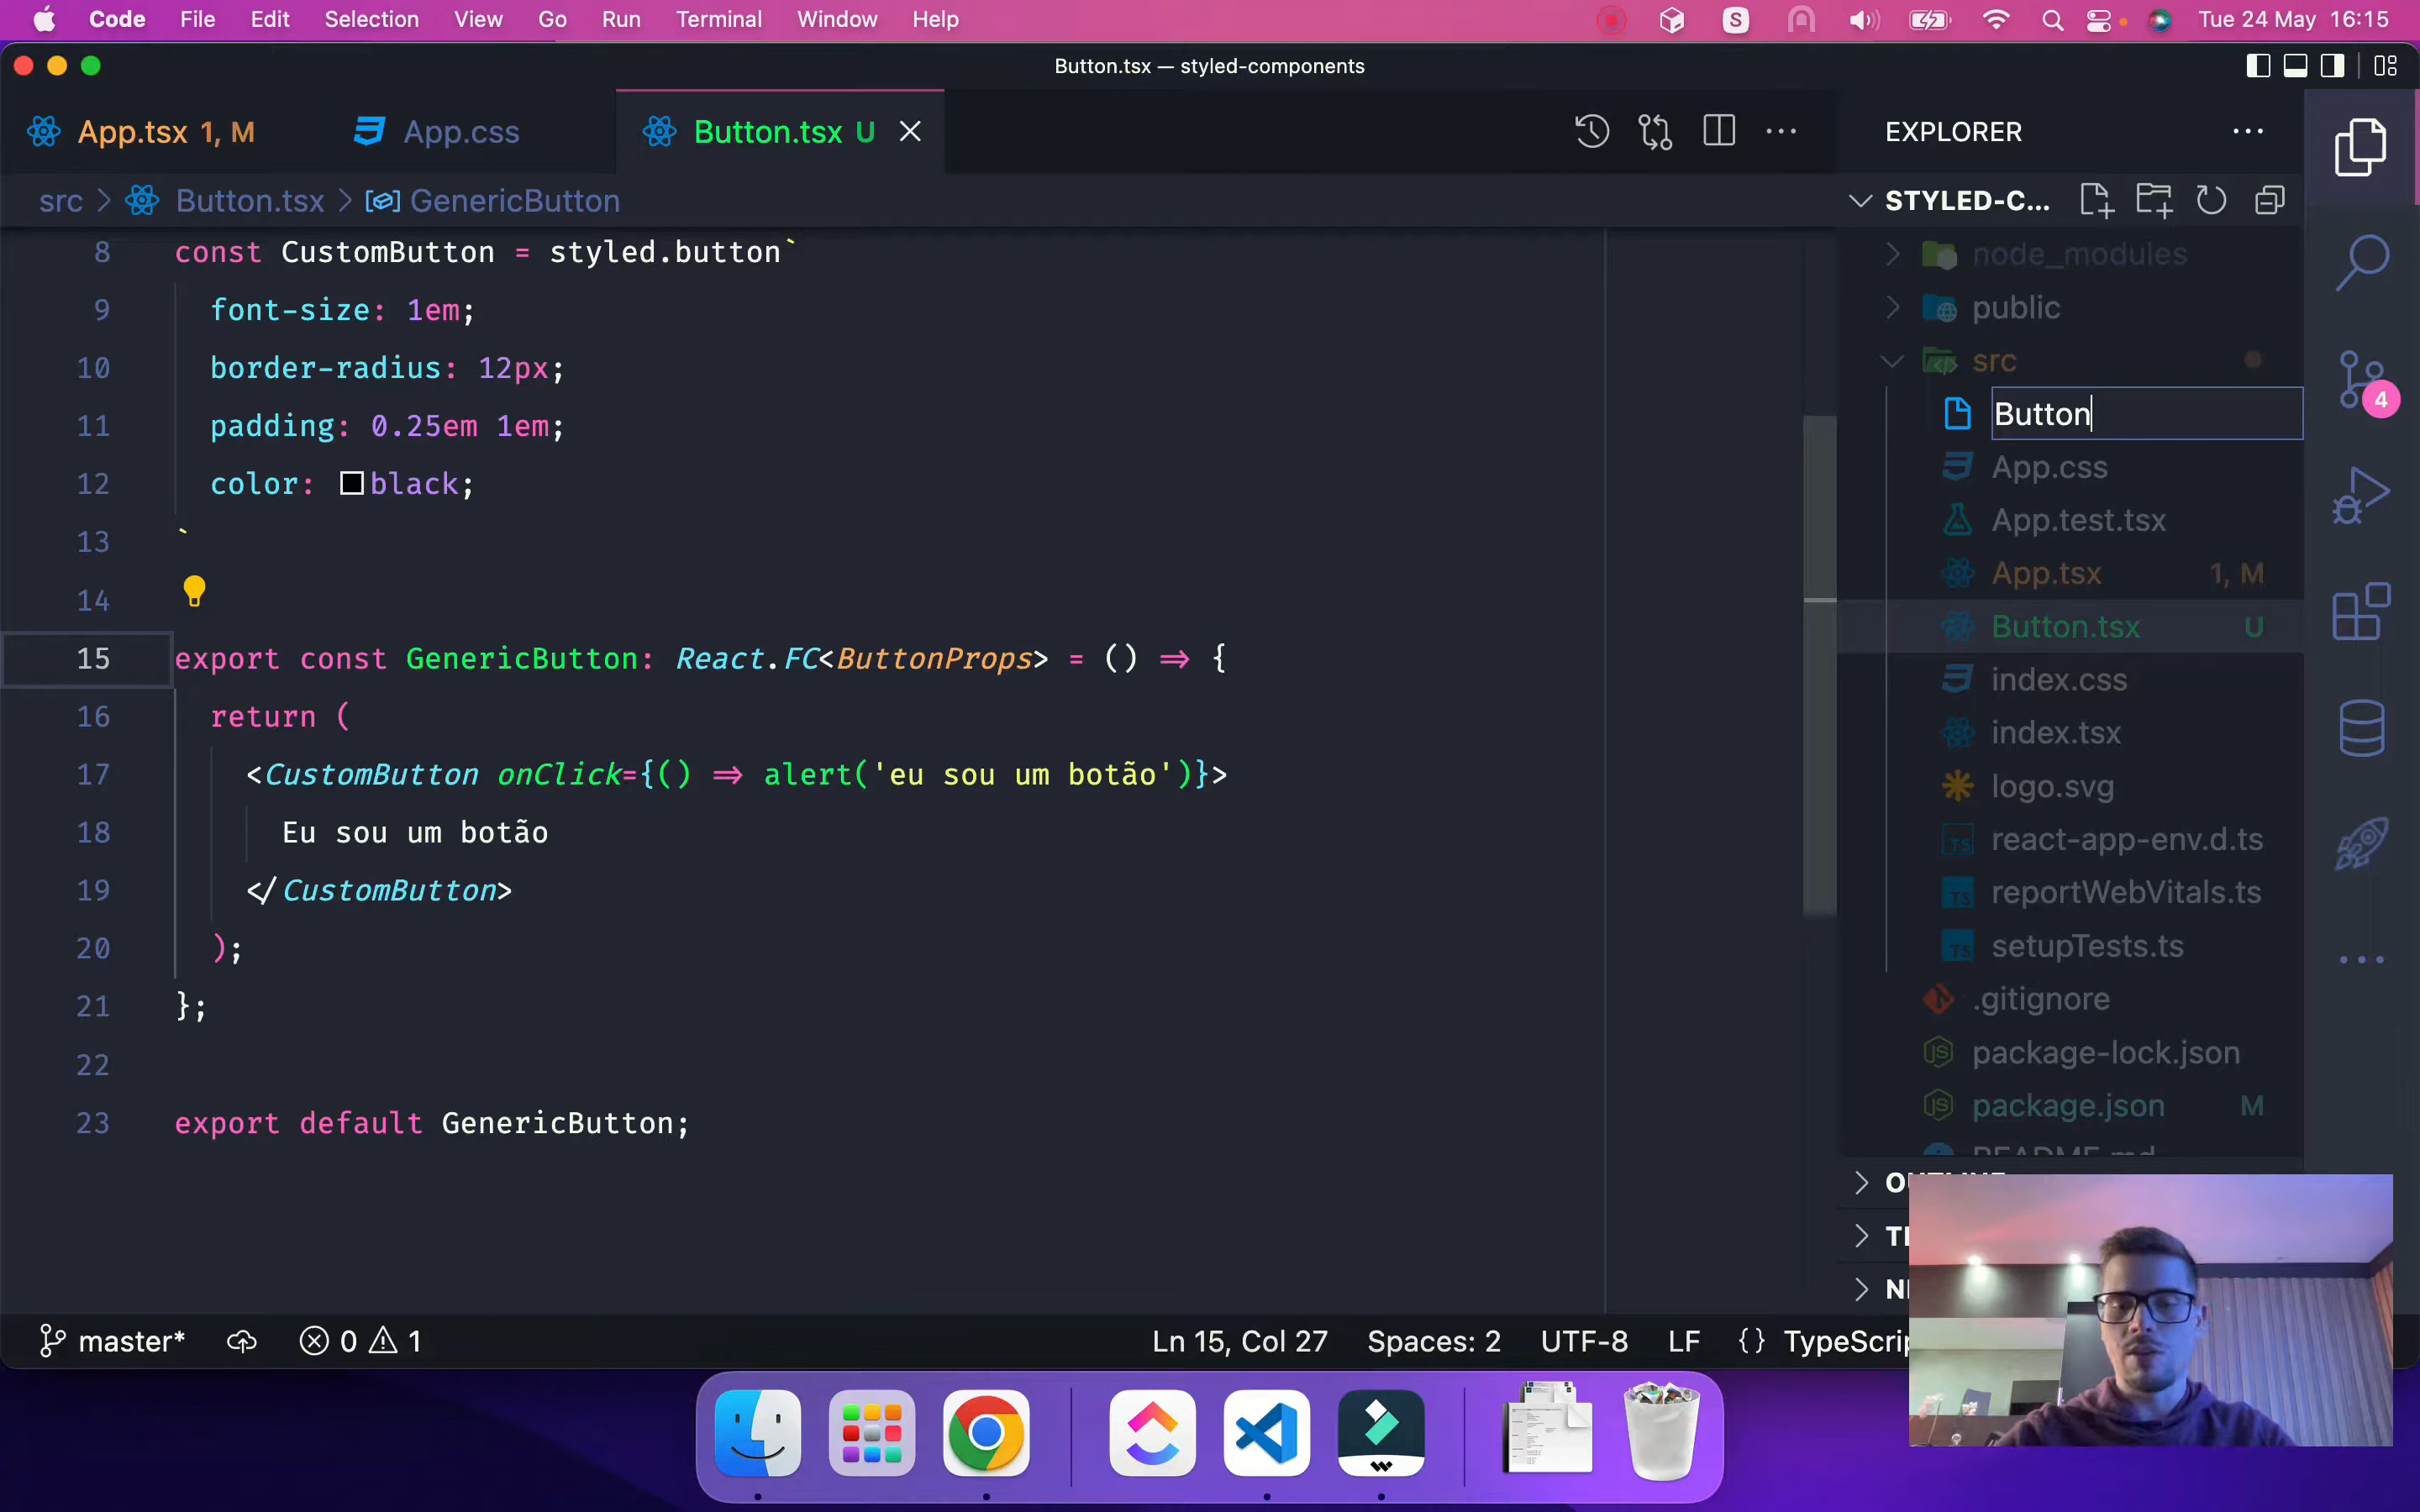 Code File Edit Selection View Go Run Terminal Window Help Tue 24 May 16:15
Button.tsx — styled-components
App.tsx 1, M App.css Button.tsx U
src > Button.tsx > GenericButton
8 const CustomButton = styled.button`
9 font-size: 1em;
10 border-radius: 12px;
11 padding: 0.25em 1em;
12 color: black;
13 `
14
15 export const GenericButton: React.FC<ButtonProps> = () => {
16 return (
17 <CustomButton onClick={() => alert('eu sou um botão')}>
18 Eu sou um botão
19 </CustomButton>
20 );
21 };
22
23 export default GenericButton;
EXPLORER
STYLED-C...
node_modules
public
src
Button
App.css
App.test.tsx
App.tsx 1, M
Button.tsx U
index.css
index.tsx
logo.svg
react-app-env.d.ts
reportWebVitals.ts
setupTests.ts
.gitignore
package-lock.json
package.json M
README.md
4
master* 0 1 Ln 15, Col 27 Spaces: 2 UTF-8 LF {} TypeScrip